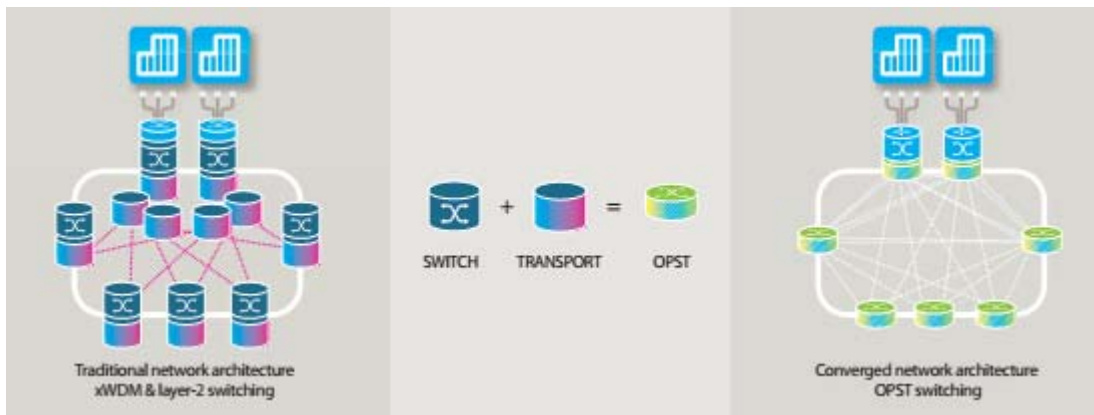 SWITCH
+
TRANSPORT
=
OPST
Traditional network architecture
xWDM & layer-2 switching
Converged network architecture
OPST switching